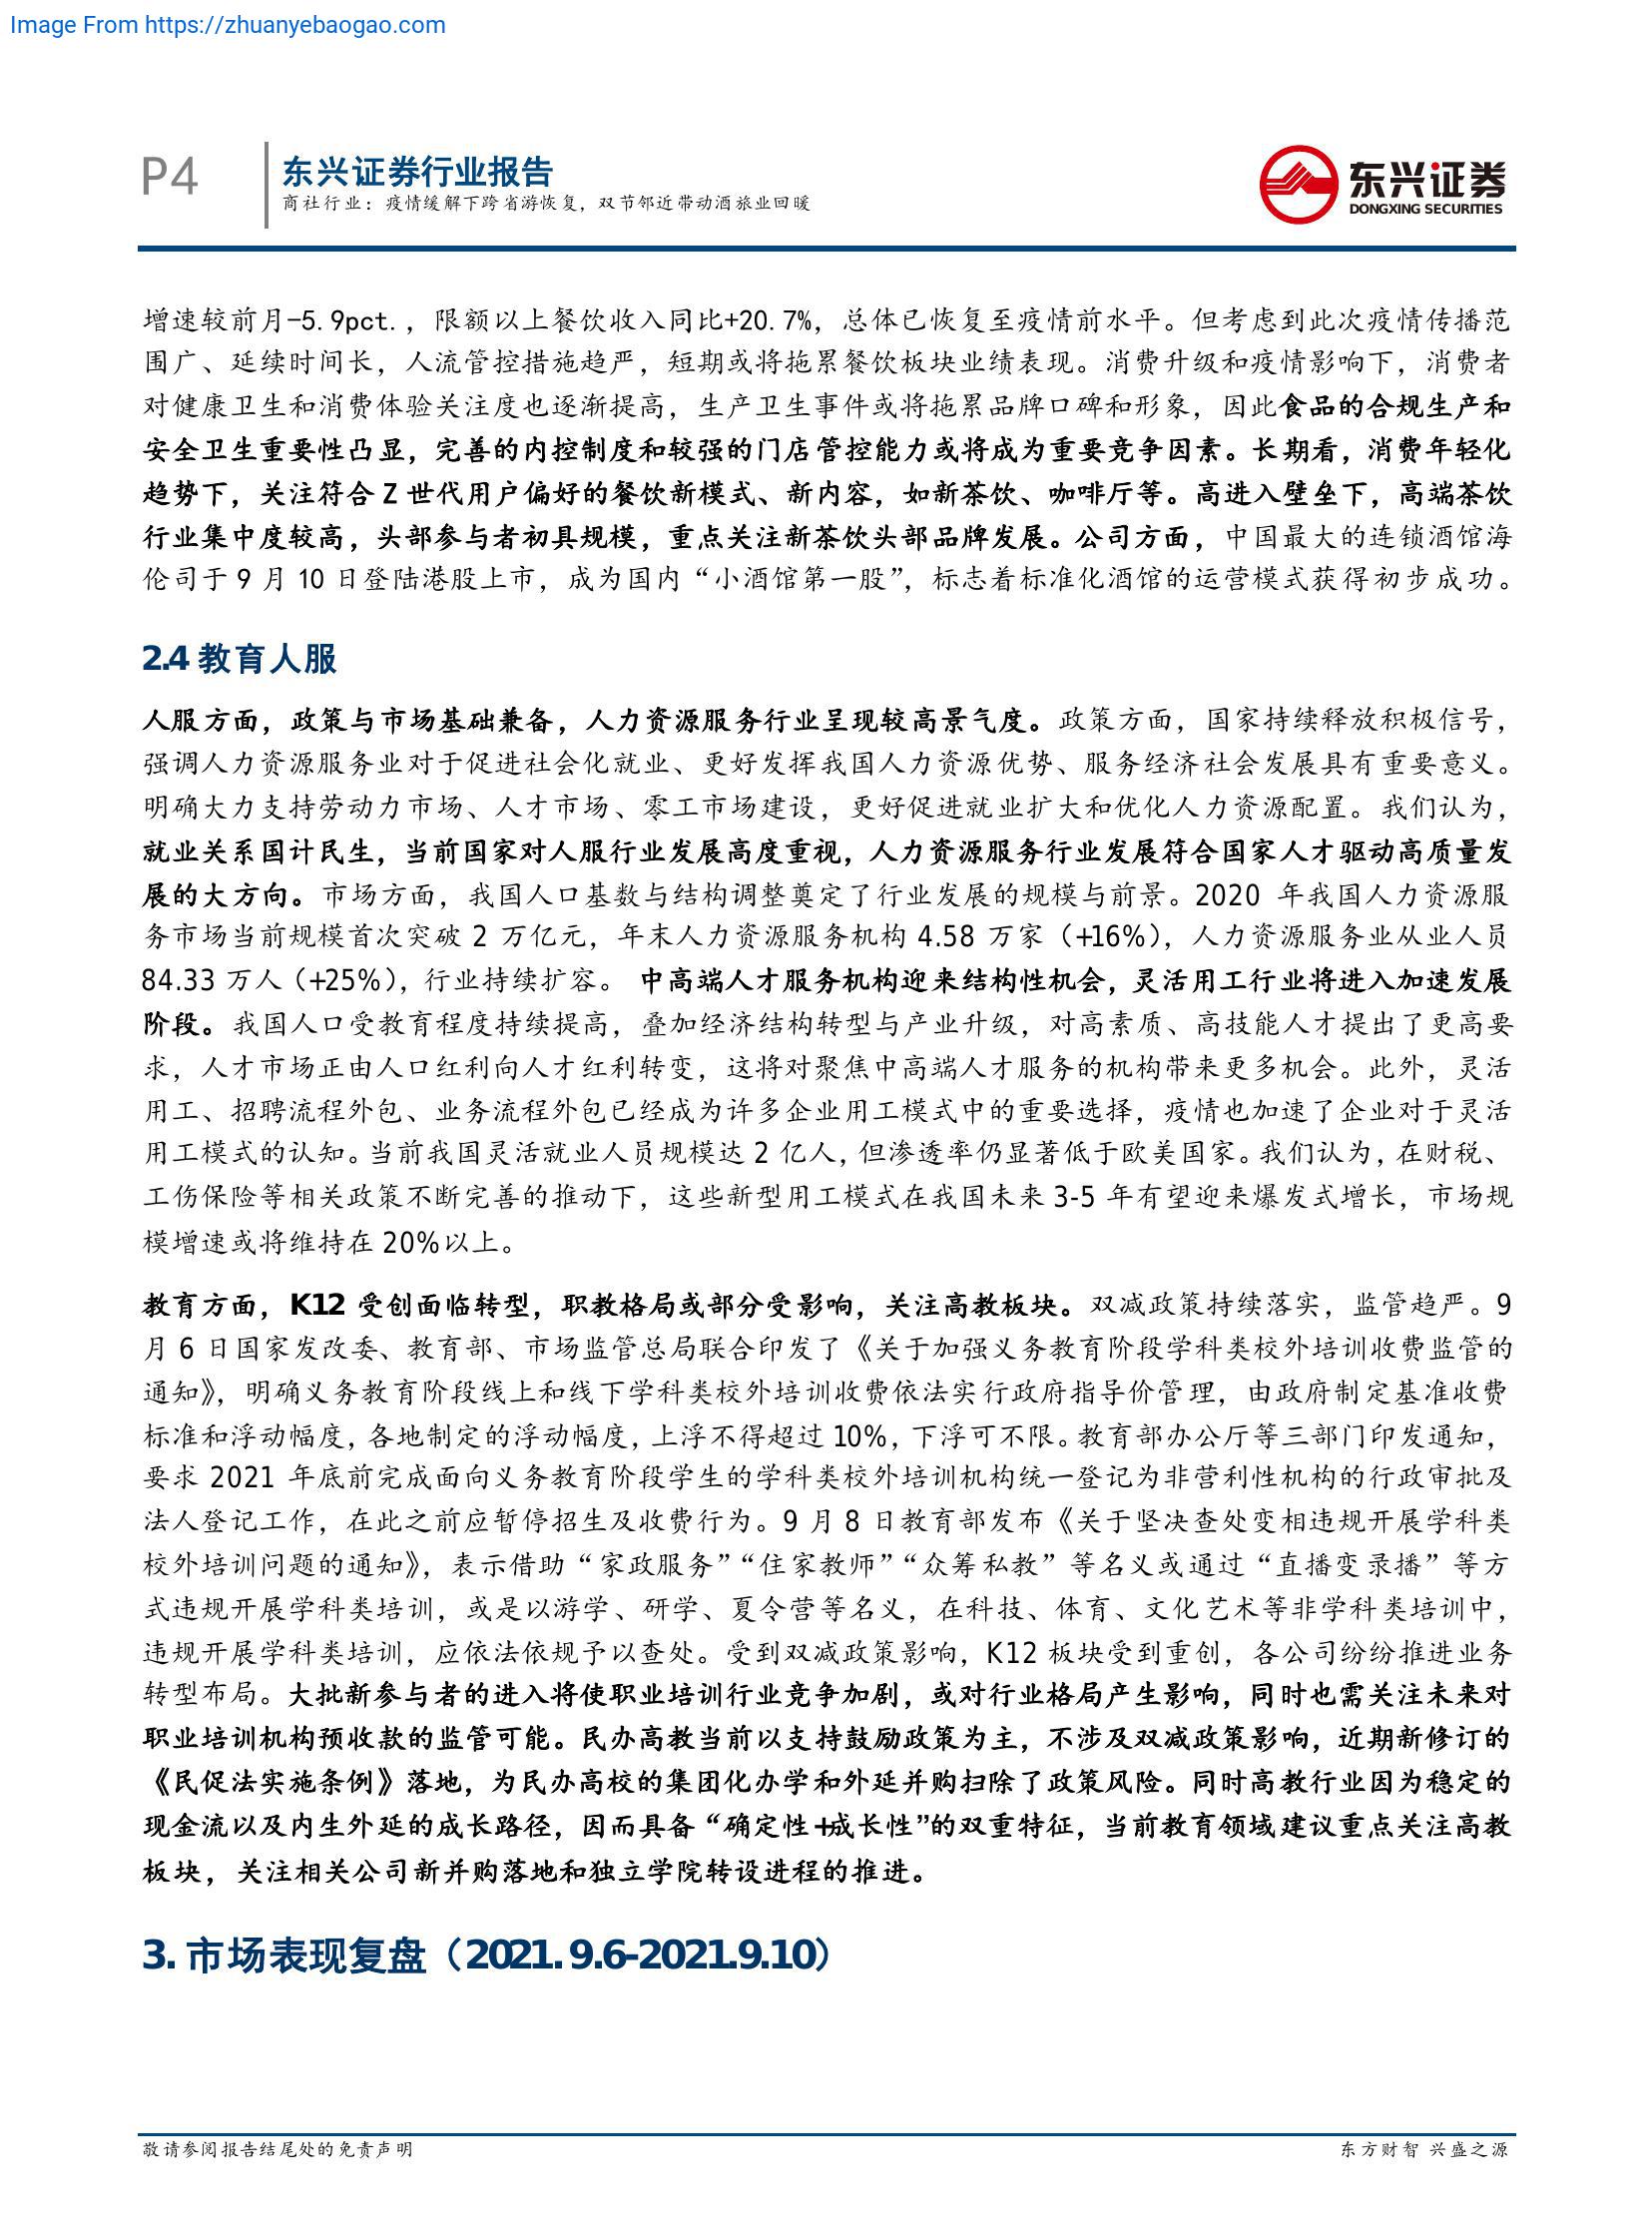 Image From https://zhuanyebaogao.com
P4
东兴证券行业报告
商社行业：疫情缓解下跨省游恢复，双节邻近带动酒旅业回暖
东兴证券
DONGXING SECURITIES
增速较前月-5.9pct.，限额以上餐饮收入同比+20.7%，总体已恢复至疫情前水平。但考虑到此次疫情传播范
围广、延续时间长，人流管控措施趋严，短期或将拖累餐饮板块业绩表现。消费升级和疫情影响下，消费者
对健康卫生和消费体验关注度也逐渐提高，生产卫生事件或将拖累品牌口碑和形象，因此食品的合规生产和
安全卫生重要性凸显，完善的内控制度和较强的门店管控能力或将成为重要竞争因素。长期看，消费年轻化
趋势下，关注符合 Z 世代用户偏好的餐饮新模式、新内容，如新茶饮、咖啡厅等。高进入壁垒下，高端茶饮
行业集中度较高，头部参与者初具规模，重点关注新茶饮头部品牌发展。公司方面，中国最大的连锁酒馆海
伦司于 9 月 10 日登陆港股上市，成为国内“小酒馆第一股”，标志着标准化酒馆的运营模式获得初步成功。
2.4 教育人服
人服方面，政策与市场基础兼备，人力资源服务行业呈现较高景气度。政策方面，国家持续释放积极信号，
强调人力资源服务业对于促进社会化就业、更好发挥我国人力资源优势、服务经济社会发展具有重要意义。
明确大力支持劳动力市场、人才市场、零工市场建设，更好促进就业扩大和优化人力资源配置。我们认为，
就业关系国计民生，当前国家对人服行业发展高度重视，人力资源服务行业发展符合国家人才驱动高质量发
展的大方向。市场方面，我国人口基数与结构调整奠定了行业发展的规模与前景。2020 年我国人力资源服
务市场当前规模首次突破 2 万亿元，年末人力资源服务机构 4.58 万家（+16%），人力资源服务业从业人员
84.33 万人（+25%），行业持续扩容。 中高端人才服务机构迎来结构性机会，灵活用工行业将进入加速发展
阶段。我国人口受教育程度持续提高，叠加经济结构转型与产业升级，对高素质、高技能人才提出了更高要
求，人才市场正由人口红利向人才红利转变，这将对聚焦中高端人才服务的机构带来更多机会。此外，灵活
用工、招聘流程外包、业务流程外包已经成为许多企业用工模式中的重要选择，疫情也加速了企业对于灵活
用工模式的认知。当前我国灵活就业人员规模达 2 亿人，但渗透率仍显著低于欧美国家。我们认为，在财税、
工伤保险等相关政策不断完善的推动下，这些新型用工模式在我国未来 3-5 年有望迎来爆发式增长，市场规
模增速或将维持在 20%以上。
教育方面，K12 受创面临转型，职教格局或部分受影响，关注高教板块。双减政策持续落实，监管趋严。9
月 6 日国家发改委、教育部、市场监管总局联合印发了《关于加强义务教育阶段学科类校外培训收费监管的
通知》，明确义务教育阶段线上和线下学科类校外培训收费依法实行政府指导价管理，由政府制定基准收费
标准和浮动幅度，各地制定的浮动幅度，上浮不得超过 10%，下浮可不限。教育部办公厅等三部门印发通知，
要求 2021 年底前完成面向义务教育阶段学生的学科类校外培训机构统一登记为非营利性机构的行政审批及
法人登记工作，在此之前应暂停招生及收费行为。9 月 8 日教育部发布《关于坚决查处变相违规开展学科类
校外培训问题的通知》，表示借助“家政服务”“住家教师”“众筹私教”等名义或通过“直播变录播”等方
式违规开展学科类培训，或是以游学、研学、夏令营等名义，在科技、体育、文化艺术等非学科类培训中，
违规开展学科类培训，应依法依规予以查处。受到双减政策影响，K12 板块受到重创，各公司纷纷推进业务
转型布局。大批新参与者的进入将使职业培训行业竞争加剧，或对行业格局产生影响，同时也需关注未来对
职业培训机构预收款的监管可能。民办高教当前以支持鼓励政策为主，不涉及双减政策影响，近期新修订的
《民促法实施条例》落地，为民办高校的集团化办学和外延并购扫除了政策风险。同时高教行业因为稳定的
现金流以及内生外延的成长路径，因而具备“确定性+成长性”的双重特征，当前教育领域建议重点关注高教
板块，关注相关公司新并购落地和独立学院转设进程的推进。
3. 市场表现复盘（2021. 9.6-2021.9.10）
敬请参阅报告结尾处的免责声明
东方财智 兴盛之源